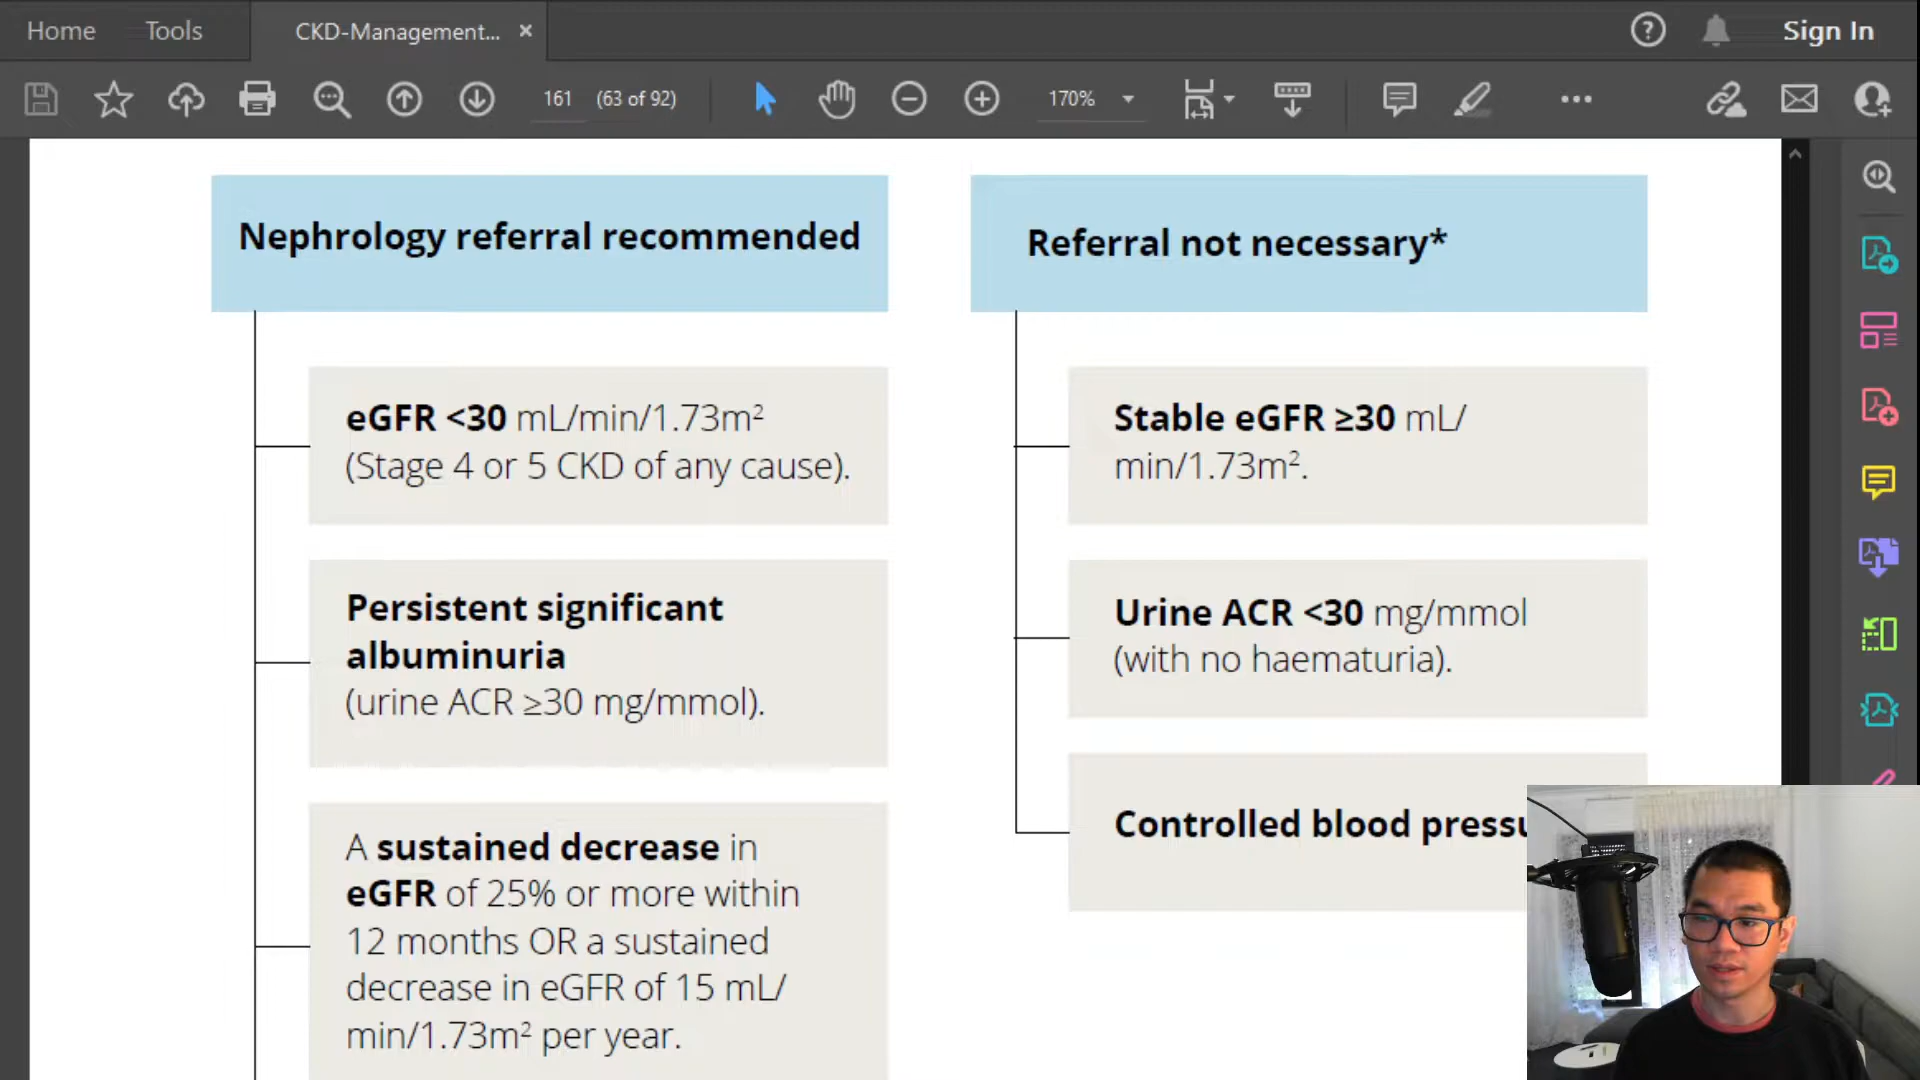 Home Tools CKD-Management... × Sign In
161 (63 of 92) 170%
Nephrology referral recommended
eGFR <30 mL/min/1.73m²
(Stage 4 or 5 CKD of any cause).
Persistent significant
albuminuria
(urine ACR ≥30 mg/mmol).
A sustained decrease in
eGFR of 25% or more within
12 months OR a sustained
decrease in eGFR of 15 mL/
min/1.73m² per year.
Referral not necessary*
Stable eGFR ≥30 mL/
min/1.73m².
Urine ACR <30 mg/mmol
(with no haematuria).
Controlled blood